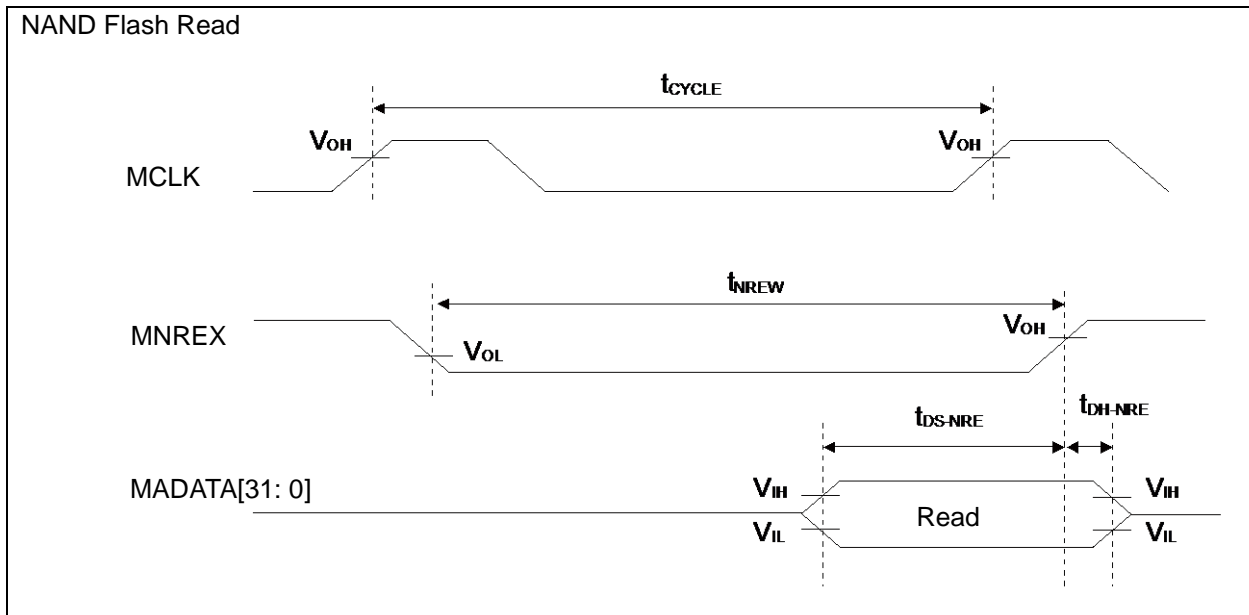 NAND Flash Read
tCYCLE
VOH
VOH
MCLK
tNREW
MNREX
VOL
VOH
tDS-NRE
tDH-NRE
MADATA[31: 0]
VIH
VIH
Read
VIL
VIL